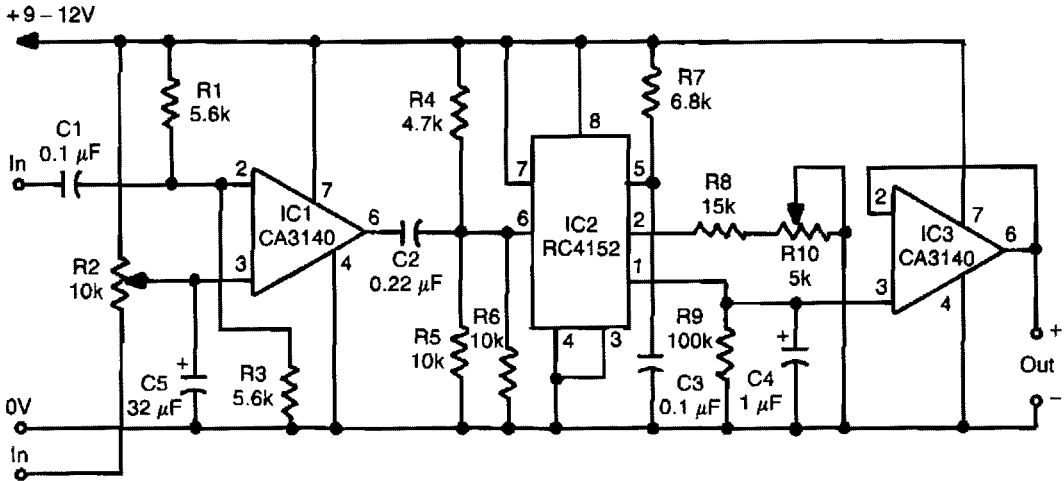 +9-12V
R1
5.6k
R4
4.7k
R7
6.8k
C1
0.1 µF
In
2
7
IC1
CA3140
6
3
4
R2
10k
C5
32 µF
+
R3
5.6k
C2
0.22 µF
R5
10k
R6
10k
7
8
5
6
IC2
RC4152
2
1
4
3
R8
15k
R10
5k
C3
0.1 µF
R9
100k
C4
1 µF
+
2
7
IC3
CA3140
6
3
4
+
Out
-
0V
In